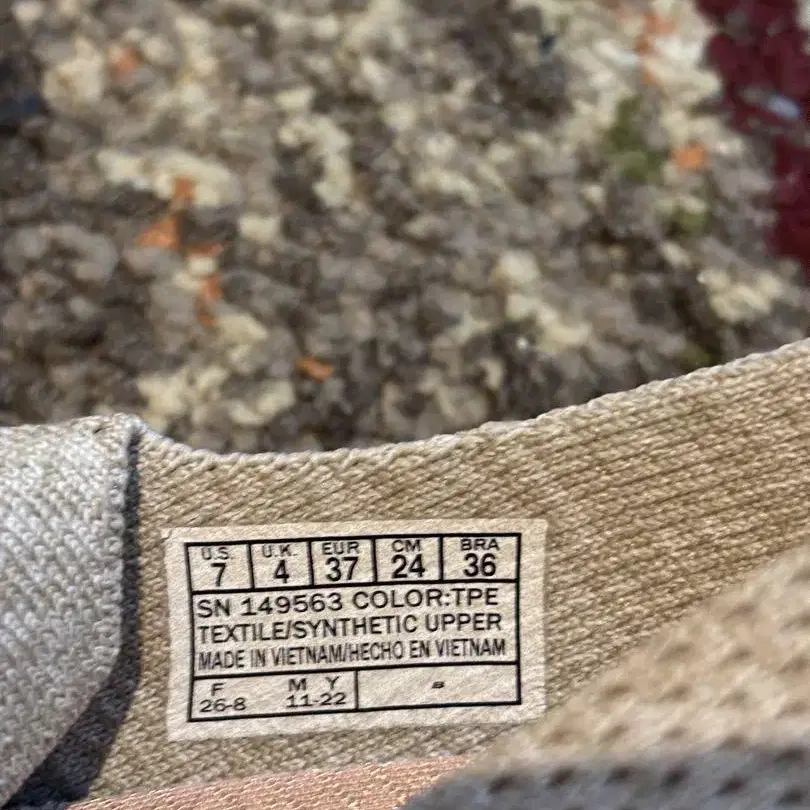 U.S. U.K. EUR CM BRA
7 4 37 24 36
SN 149563 COLOR:TPE
TEXTILE/SYNTHETIC UPPER
MADE IN VIETNAM/HECHO EN VIETNAM
F M Y
26-8 11-22